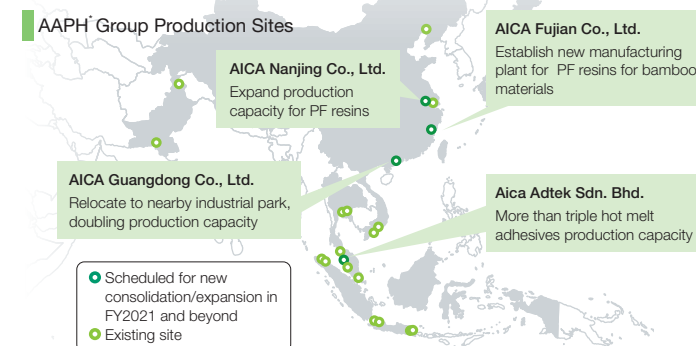 AAPH* Group Production Sites
AICA Nanjing Co., Ltd.
Expand production
capacity for PF resins
AICA Fujian Co., Ltd.
Establish new manufacturing
plant for PF resins for bamboo
materials
AICA Guangdong Co., Ltd.
Relocate to nearby industrial park,
doubling production capacity
Aica Adtek Sdn. Bhd.
More than triple hot melt
adhesives production capacity
Scheduled for new
consolidation/expansion in
FY2021 and beyond
Existing site